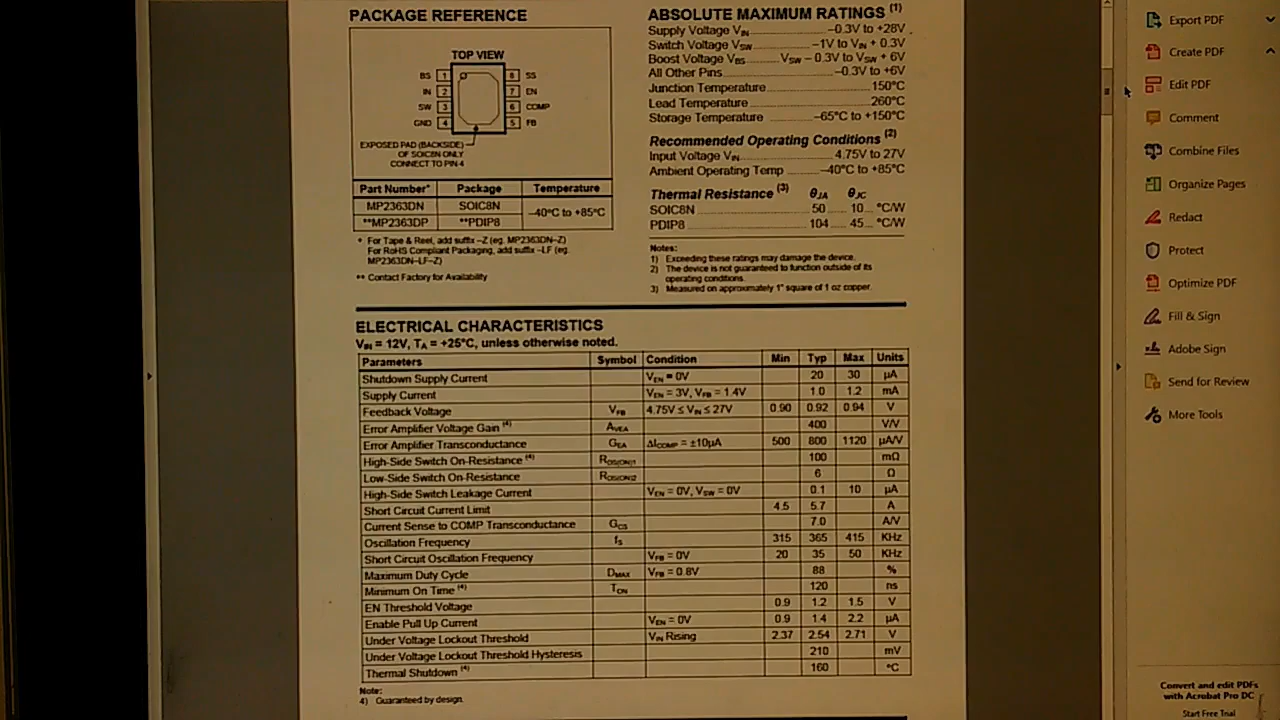 PACKAGE REFERENCE
TOP VIEW
BS 1 8 SS
IN 2 7 EN
SW 3 6 COMP
GND 4 5 FB
EXPOSED PAD (BACKSIDE)
OF SOIC8N ONLY
CONNECT TO PIN 4
Part Number* Package Temperature
MP2363DN SOIC8N –40°C to +85°C
**MP2363DP **PDIP8
* For Tape & Reel, add suffix –Z (eg. MP2363DN–Z)
For RoHS Compliant Packaging, add suffix –LF (eg.
MP2363DN–LF–Z)
** Contact Factory for Availability
ABSOLUTE MAXIMUM RATINGS (1)
Supply Voltage VIN –0.3V to +28V
Switch Voltage VSW –1V to VIN + 0.3V
Boost Voltage VBS VSW – 0.3V to VSW + 6V
All Other Pins –0.3V to +6V
Junction Temperature 150°C
Lead Temperature 260°C
Storage Temperature –65°C to +150°C
Recommended Operating Conditions (2)
Input Voltage VIN 4.75V to 27V
Ambient Operating Temp –40°C to +85°C
Thermal Resistance (3) θJA θJC
SOIC8N 50 10 °C/W
PDIP8 104 45 °C/W
Notes:
1) Exceeding these ratings may damage the device.
2) The device is not guaranteed to function outside of its
operating conditions.
3) Measured on approximately 1" square of 1 oz copper.
ELECTRICAL CHARACTERISTICS
VIN = 12V, TA = +25°C, unless otherwise noted.
Parameters Symbol Condition Min Typ Max Units
Shutdown Supply Current VEN = 0V 20 30 µA
Supply Current VEN = 3V, VFB = 1.4V 1.0 1.2 mA
Feedback Voltage VFB 4.75V ≤ VIN ≤ 27V 0.90 0.92 0.94 V
Error Amplifier Voltage Gain (4) AVEA 400 V/V
Error Amplifier Transconductance GEA ΔICOMP = ±10µA 500 800 1120 µA/V
High-Side Switch On-Resistance (4) RDS(ON)1 100 mΩ
Low-Side Switch On-Resistance RDS(ON)2 6 Ω
High-Side Switch Leakage Current VEN = 0V, VSW = 0V 0.1 10 µA
Short Circuit Current Limit 4.5 5.7 A
Current Sense to COMP Transconductance GCS 7.0 A/V
Oscillation Frequency fS 315 365 415 KHz
Short Circuit Oscillation Frequency VFB = 0V 20 35 50 KHz
Maximum Duty Cycle DMAX VFB = 0.8V 88 %
Minimum On Time (4) TON 120 ns
EN Threshold Voltage 0.9 1.2 1.5 V
Enable Pull Up Current VEN = 0V 0.9 1.4 2.2 µA
Under Voltage Lockout Threshold VIN Rising 2.37 2.54 2.71 V
Under Voltage Lockout Threshold Hysteresis 210 mV
Thermal Shutdown (4) 160 °C
Note:
4) Guaranteed by design.
Export PDF
Create PDF
Edit PDF
Comment
Combine Files
Organize Pages
Redact
Protect
Optimize PDF
Fill & Sign
Adobe Sign
Send for Review
More Tools
Convert and edit PDFs
with Acrobat Pro DC
Start Free Trial